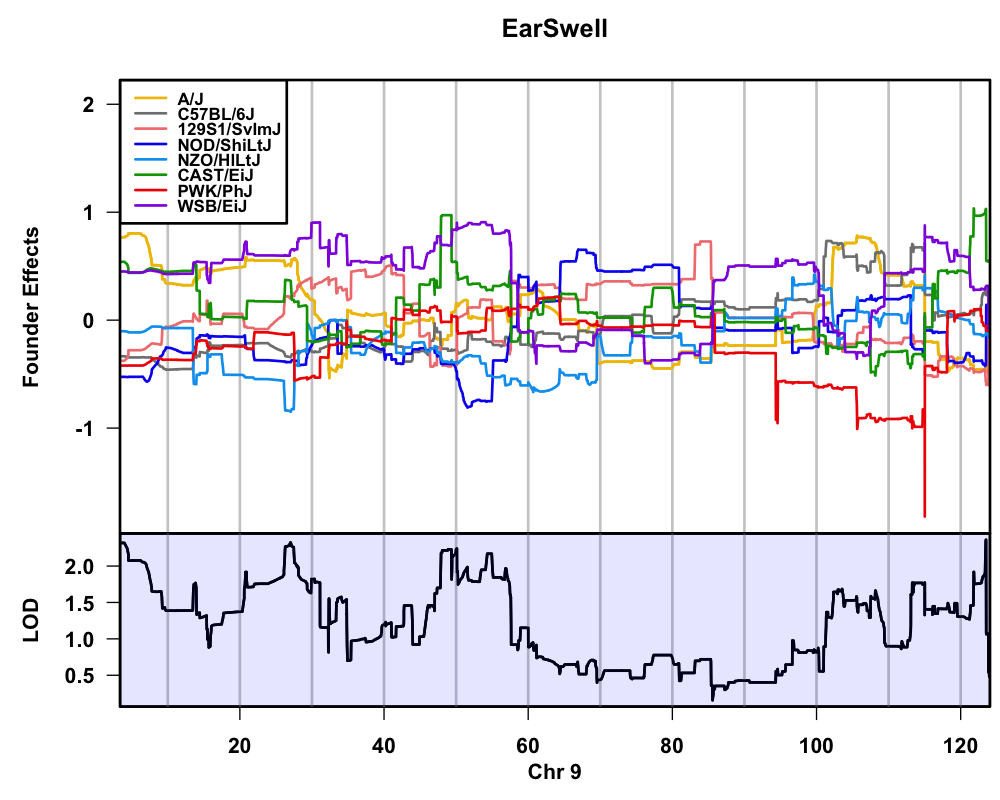 EarSwell
A/J
C57BL/6J
129S1/SvImJ
NOD/ShiLtJ
NZO/HlLtJ
CAST/EiJ
PWK/PhJ
WSB/EiJ
2
1
0
-1
Founder Effects
2.0
1.5
1.0
0.5
LOD
20 40 60 80 100 120
Chr 9